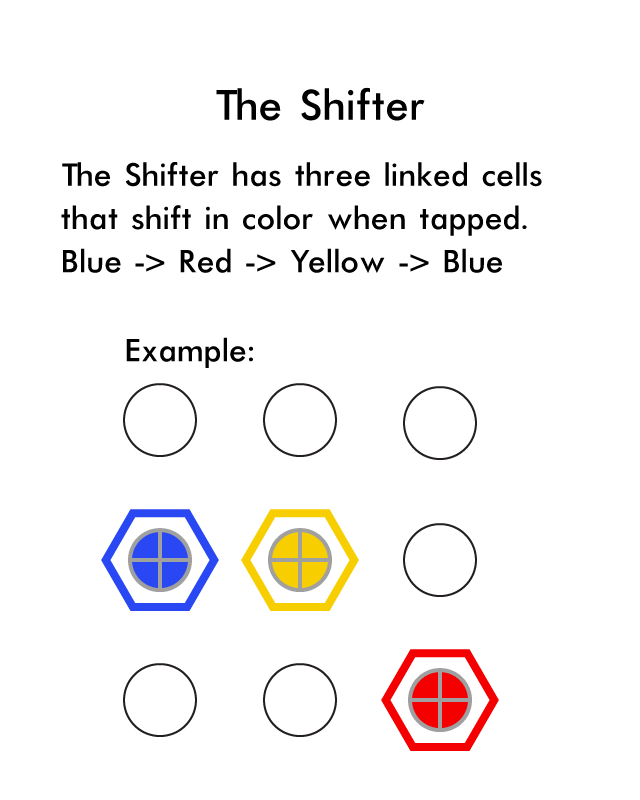 The Shifter
The Shifter has three linked cells
that shift in color when tapped.
Blue -> Red -> Yellow -> Blue
Example: